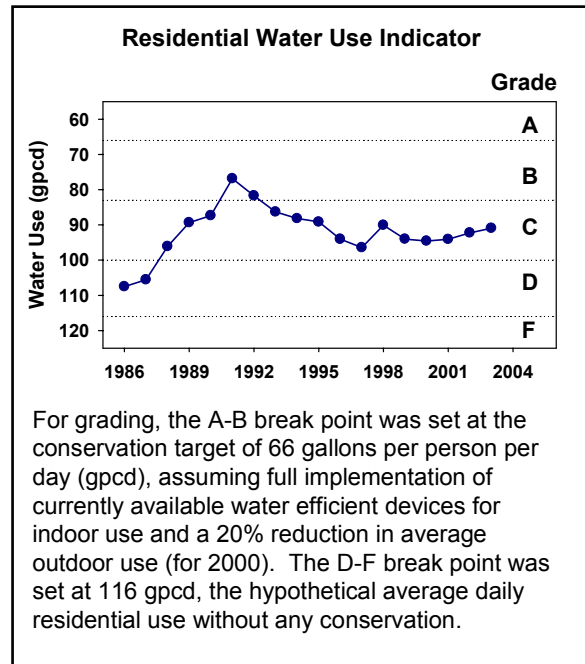 Residential Water Use Indicator
Grade
Water Use (gpcd)
60
70
80
90
100
110
120
A
B
C
D
F
1986 1989 1992 1995 1998 2001 2004
For grading, the A-B break point was set at the
conservation target of 66 gallons per person per
day (gpcd), assuming full implementation of
currently available water efficient devices for
indoor use and a 20% reduction in average
outdoor use (for 2000). The D-F break point was
set at 116 gpcd, the hypothetical average daily
residential use without any conservation.